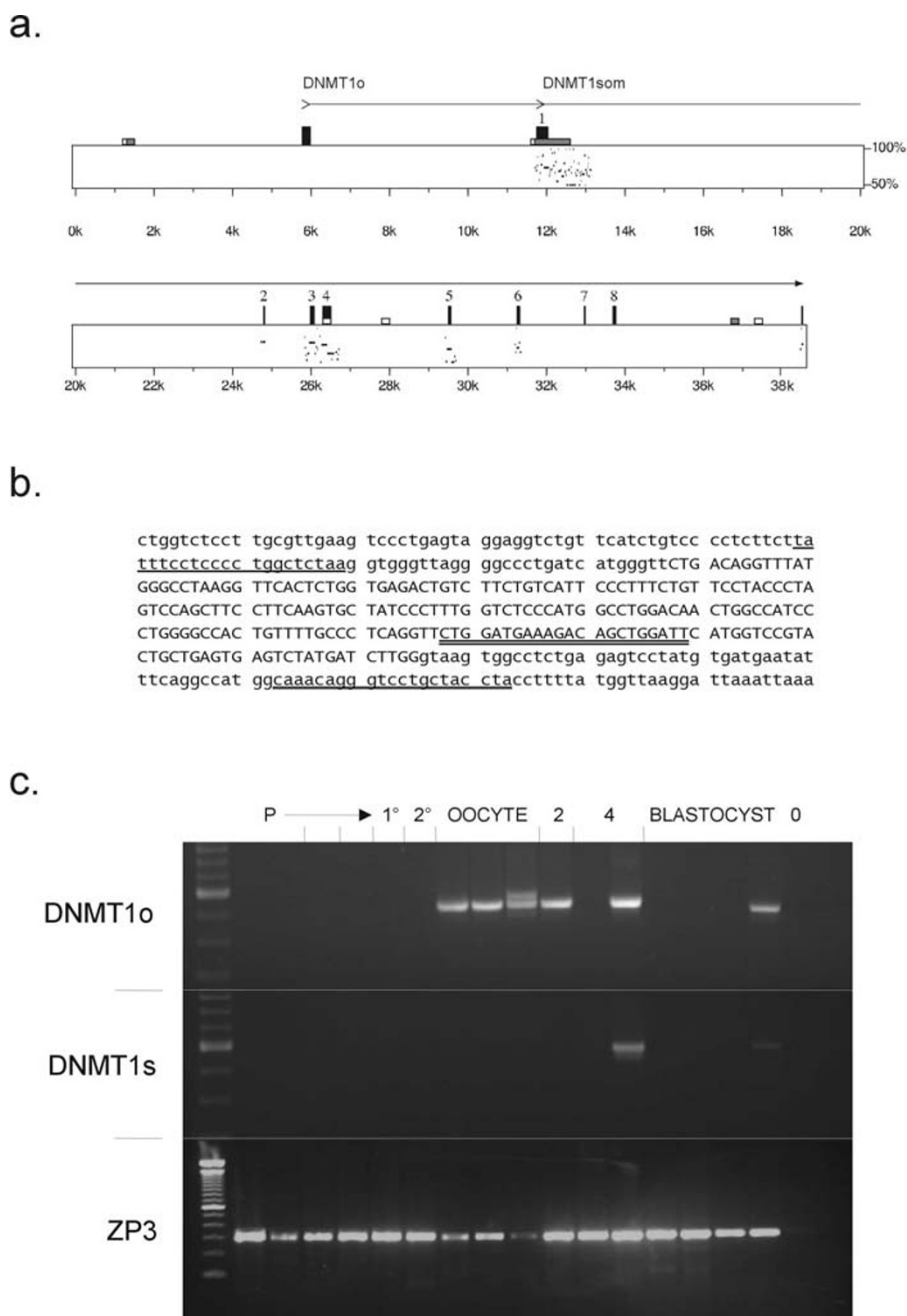 a.
DNMT1o DNMT1som
1
100%
50%
0k 2k 4k 6k 8k 10k 12k 14k 16k 18k 20k
2 3 4 5 6 7 8
20k 22k 24k 26k 28k 30k 32k 34k 36k 38k
b.
ctggtctcct tgcgttgaag tccctgagta ggaggtctgt tcatctgtcc cctcttctta
tttcctcccc tggctctaag gtgggttagg ggccctgatc atgggttCTG ACAGGTTTAT
GGGCCTAAGG TTCACTCTGG TGAGACTGTC TTCTGTCATT CCCTTTCTGT TCCTACCCTA
GTCCAGCTTC CTTCAAGTGC TATCCCTTTG GTCTCCCATG GCCTGGACAA CTGGCCATCC
CTGGGGCCAC TGTTTTGCCC TCAGGTTCTG GATGAAAGAC AGCTGGATTC ATGGTCCGTA
CTGCTGAGTG AGTCTATGAT CTTGGgtaag tggcctctga gagtcctatg tgatgaatat
ttcaggccat ggcaaacagg gtcctgctac ctaccttttta tggttaagga ttaaattaaa
c.
P 1° 2° OOCYTE 2 4 BLASTOCYST 0
DNMT1o
DNMT1s
ZP3